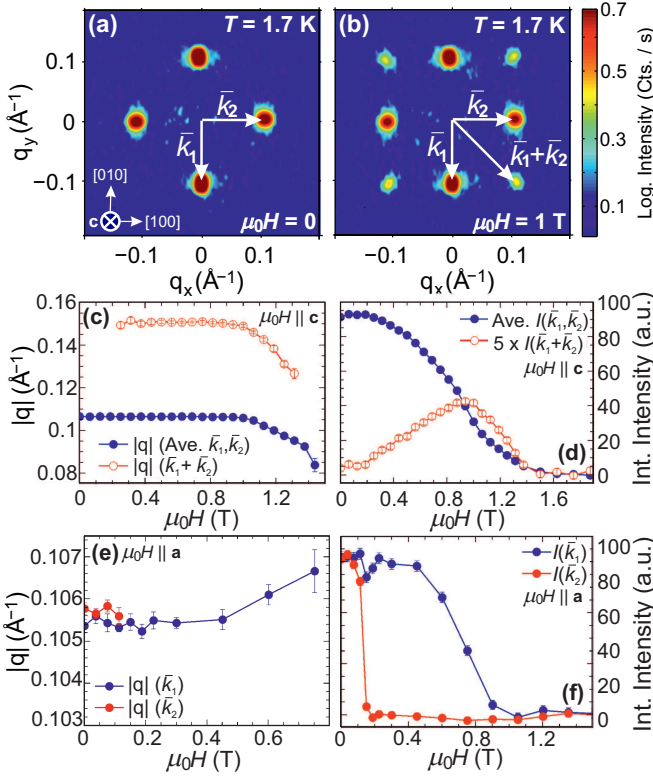 (a) T = 1.7 K
(b) T = 1.7 K
0.7
0.6
0.5
0.3
0.1
Log. Intensity (Cts. / s)
q_y (Å⁻¹)
0.1
0
−0.1
k̄₂
k̄₁
[010]
c [100]
μ₀H = 0
k̄₂
k̄₁
k̄₁+k̄₂
μ₀H = 1 T
−0.1 0 0.1
q_x (Å⁻¹)
−0.1 0 0.1
q_x (Å⁻¹)
(c) μ₀H || c
|q| (Å⁻¹)
0.16
0.14
0.12
0.1
0.08
|q| (Ave. k̄₁,k̄₂)
|q| (k̄₁+ k̄₂)
0 0.4 0.8 1.2
μ₀H (T)
Ave. I(k̄₁,k̄₂)
5 x I(k̄₁+k̄₂)
μ₀H || c
(d)
100
80
60
40
20
0
Int. Intensity (a.u.)
0 0.4 0.8 1.2 1.6
μ₀H (T)
(e) μ₀H || a
|q| (Å⁻¹)
0.107
0.106
0.105
0.104
0.103
|q| (k̄₁)
|q| (k̄₂)
0 0.2 0.4 0.6
μ₀H (T)
I(k̄₁)
I(k̄₂)
μ₀H || a
(f)
100
80
60
40
20
0
Int. Intensity (a.u.)
0 0.4 0.8 1.2
μ₀H (T)